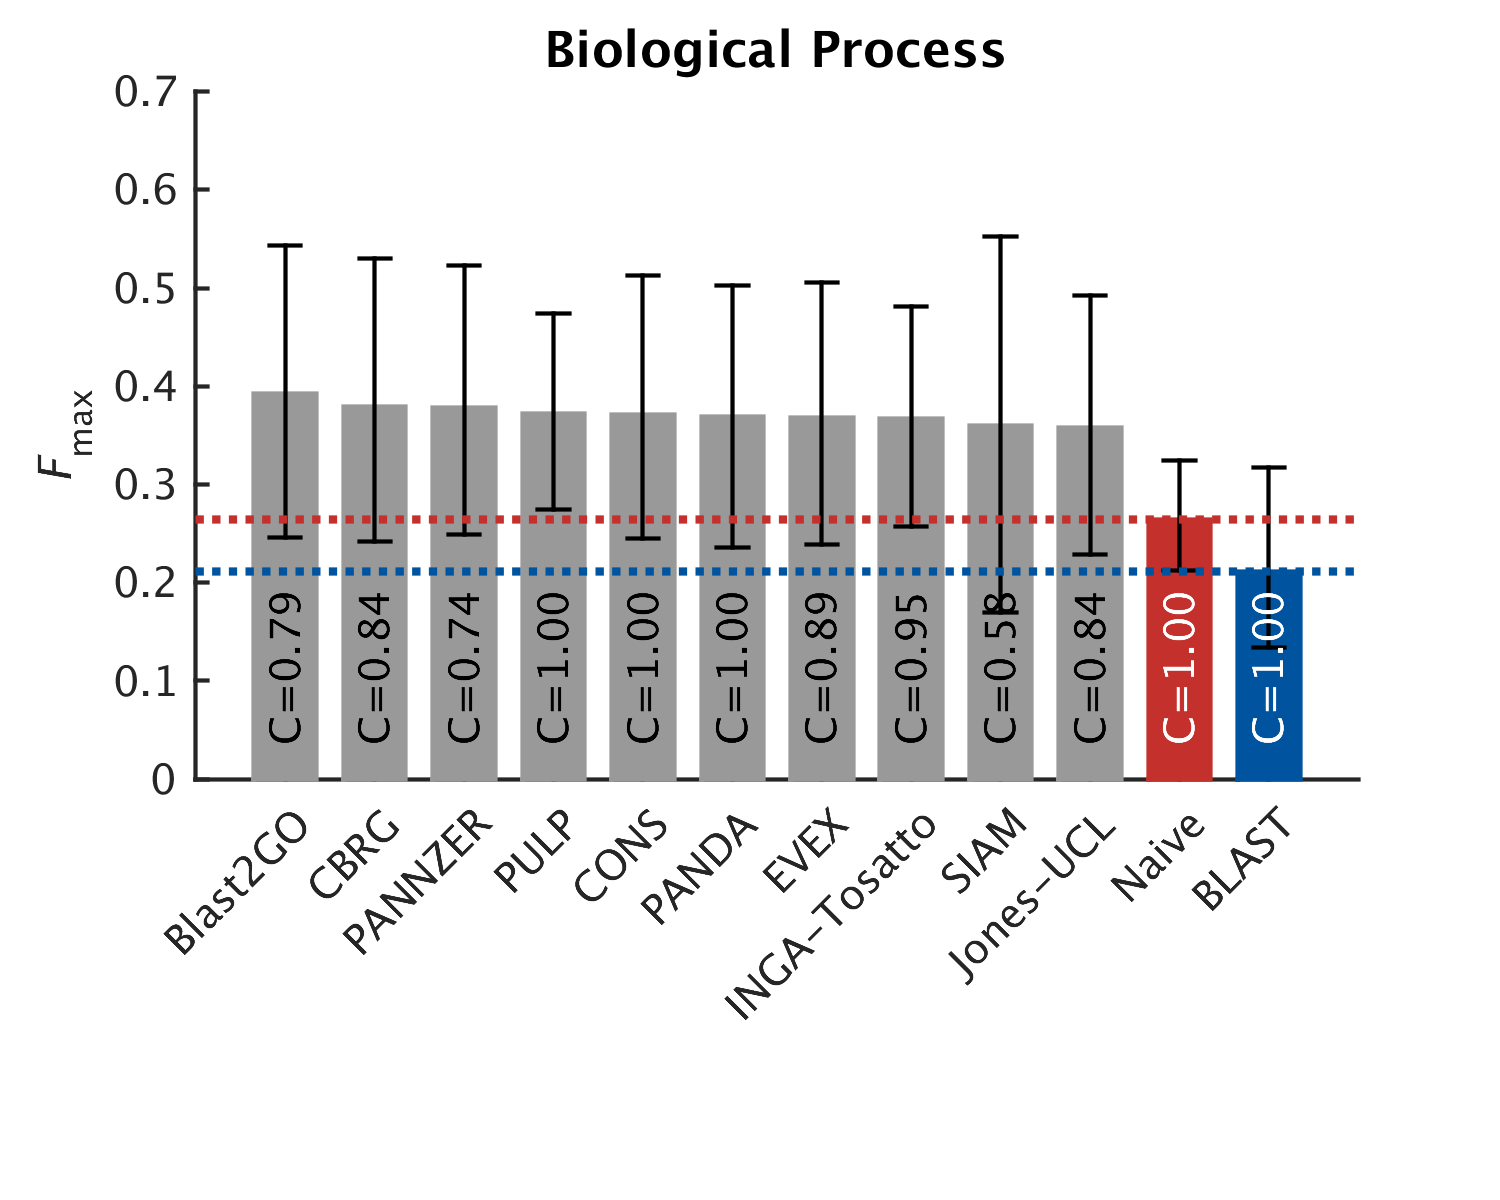 Biological Process
0.7
0.6
0.5
0.4
0.3
0.2
0.1
0
Fmax
C=0.79
C=0.84
C=0.74
C=1.00
C=1.00
C=1.00
C=0.89
C=0.95
C=0.58
C=0.84
C=1.00
C=1.00
Blast2GO
CBRG
PANNZER
PULP
CONS
PANDA
EVEX
INGA-Tosatto
SIAM
Jones-UCL
Naive
BLAST